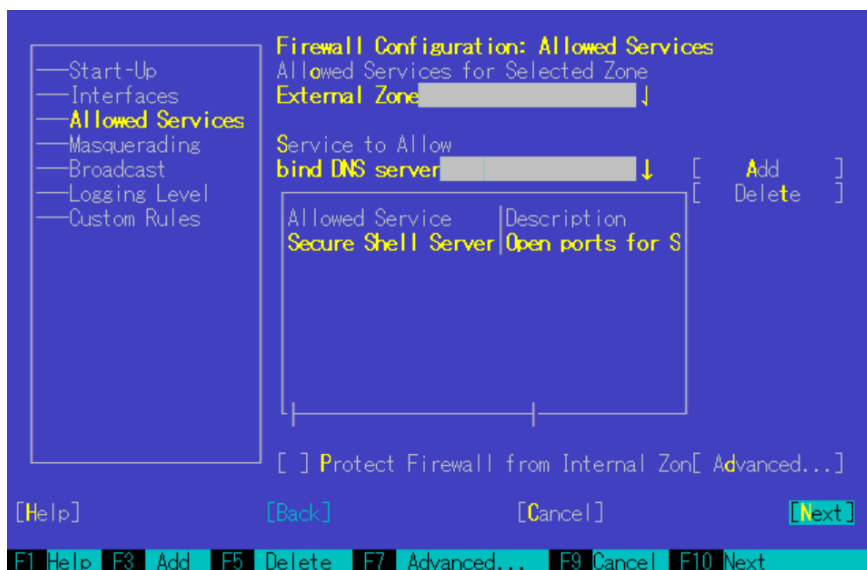 Firewall Configuration: Allowed Services
Start-Up
Interfaces
Allowed Services
Masquerading
Broadcast
Logging Level
Custom Rules
Allowed Services for Selected Zone
External Zone ↓
Service to Allow
bind DNS server ↓ [ Add ]
[ Delete ]
Allowed Service |Description
Secure Shell Server|Open ports for S
[ ] Protect Firewall from Internal Zon[ Advanced...]
[Help] [Back] [Cancel] [Next]
F1 Help F3 Add F5 Delete F7 Advanced... F9 Cancel F10 Next